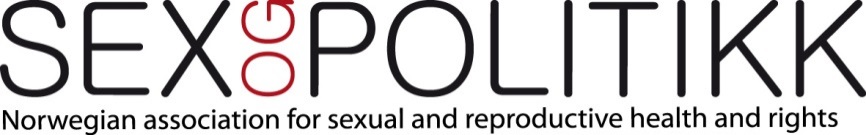 SEX OG POLITIKK
Norwegian association for sexual and reproductive health and rights